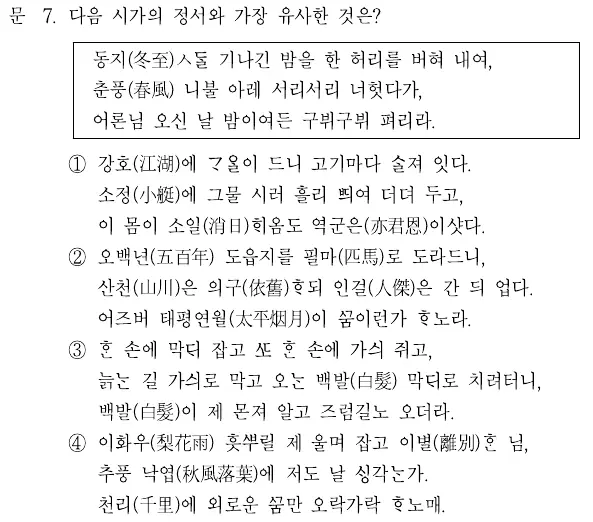 문 7. 다음 시가의 정서와 가장 유사한 것은?
동지(冬至)ㅅᄃᆞᆯ 기나긴 밤을 한 허리를 버혀 내여,
춘풍(春風) 니불 아레 서리서리 너헛다가,
어론님 오신 날 밤이여든 구뷔구뷔 펴리라.
① 강호(江湖)에 ᄀᆞ올이 드니 고기마다 ᄉᆞᆯ져 잇다.
소정(小艇)에 그믈 시러 흘리 ᄯᅴ여 더뎌 두고,
이 몸이 소일(消日)ᄒᆡ옴도 역군은(亦君恩)이샷다.
② 오백년(五百年) 도읍지를 필마(匹馬)로 도라드니,
산천(山川)은 의구(依舊)ᄒᆞ되 인걸(人傑)은 간 듸 업다.
어즈버 태평연월(太平烟月)이 ᄭᅮᆷ이런가 ᄒᆞ노라.
③ ᄒᆞᆫ 손에 막ᄃᆡ 잡고 ᄯᅩ ᄒᆞᆫ 손에 가싀 쥐고,
늙ᄂᆞᆫ 길 가싀로 막고 오ᄂᆞᆫ 백발(白髮) 막ᄃᆡ로 치려터니,
백발(白髮)이 제 몬져 알고 즈럼길노 오더라.
④ 이화우(梨花雨) 훗ᄲᅮ릴 제 울며 잡고 이별(離別)ᄒᆞᆫ 님,
추풍 낙엽(秋風落葉)에 저도 날 ᄉᆡᆼ각ᄂᆞᆫ가.
천리(千里)에 외로운 ᄭᅮᆷ만 오락가락 ᄒᆞ노매.